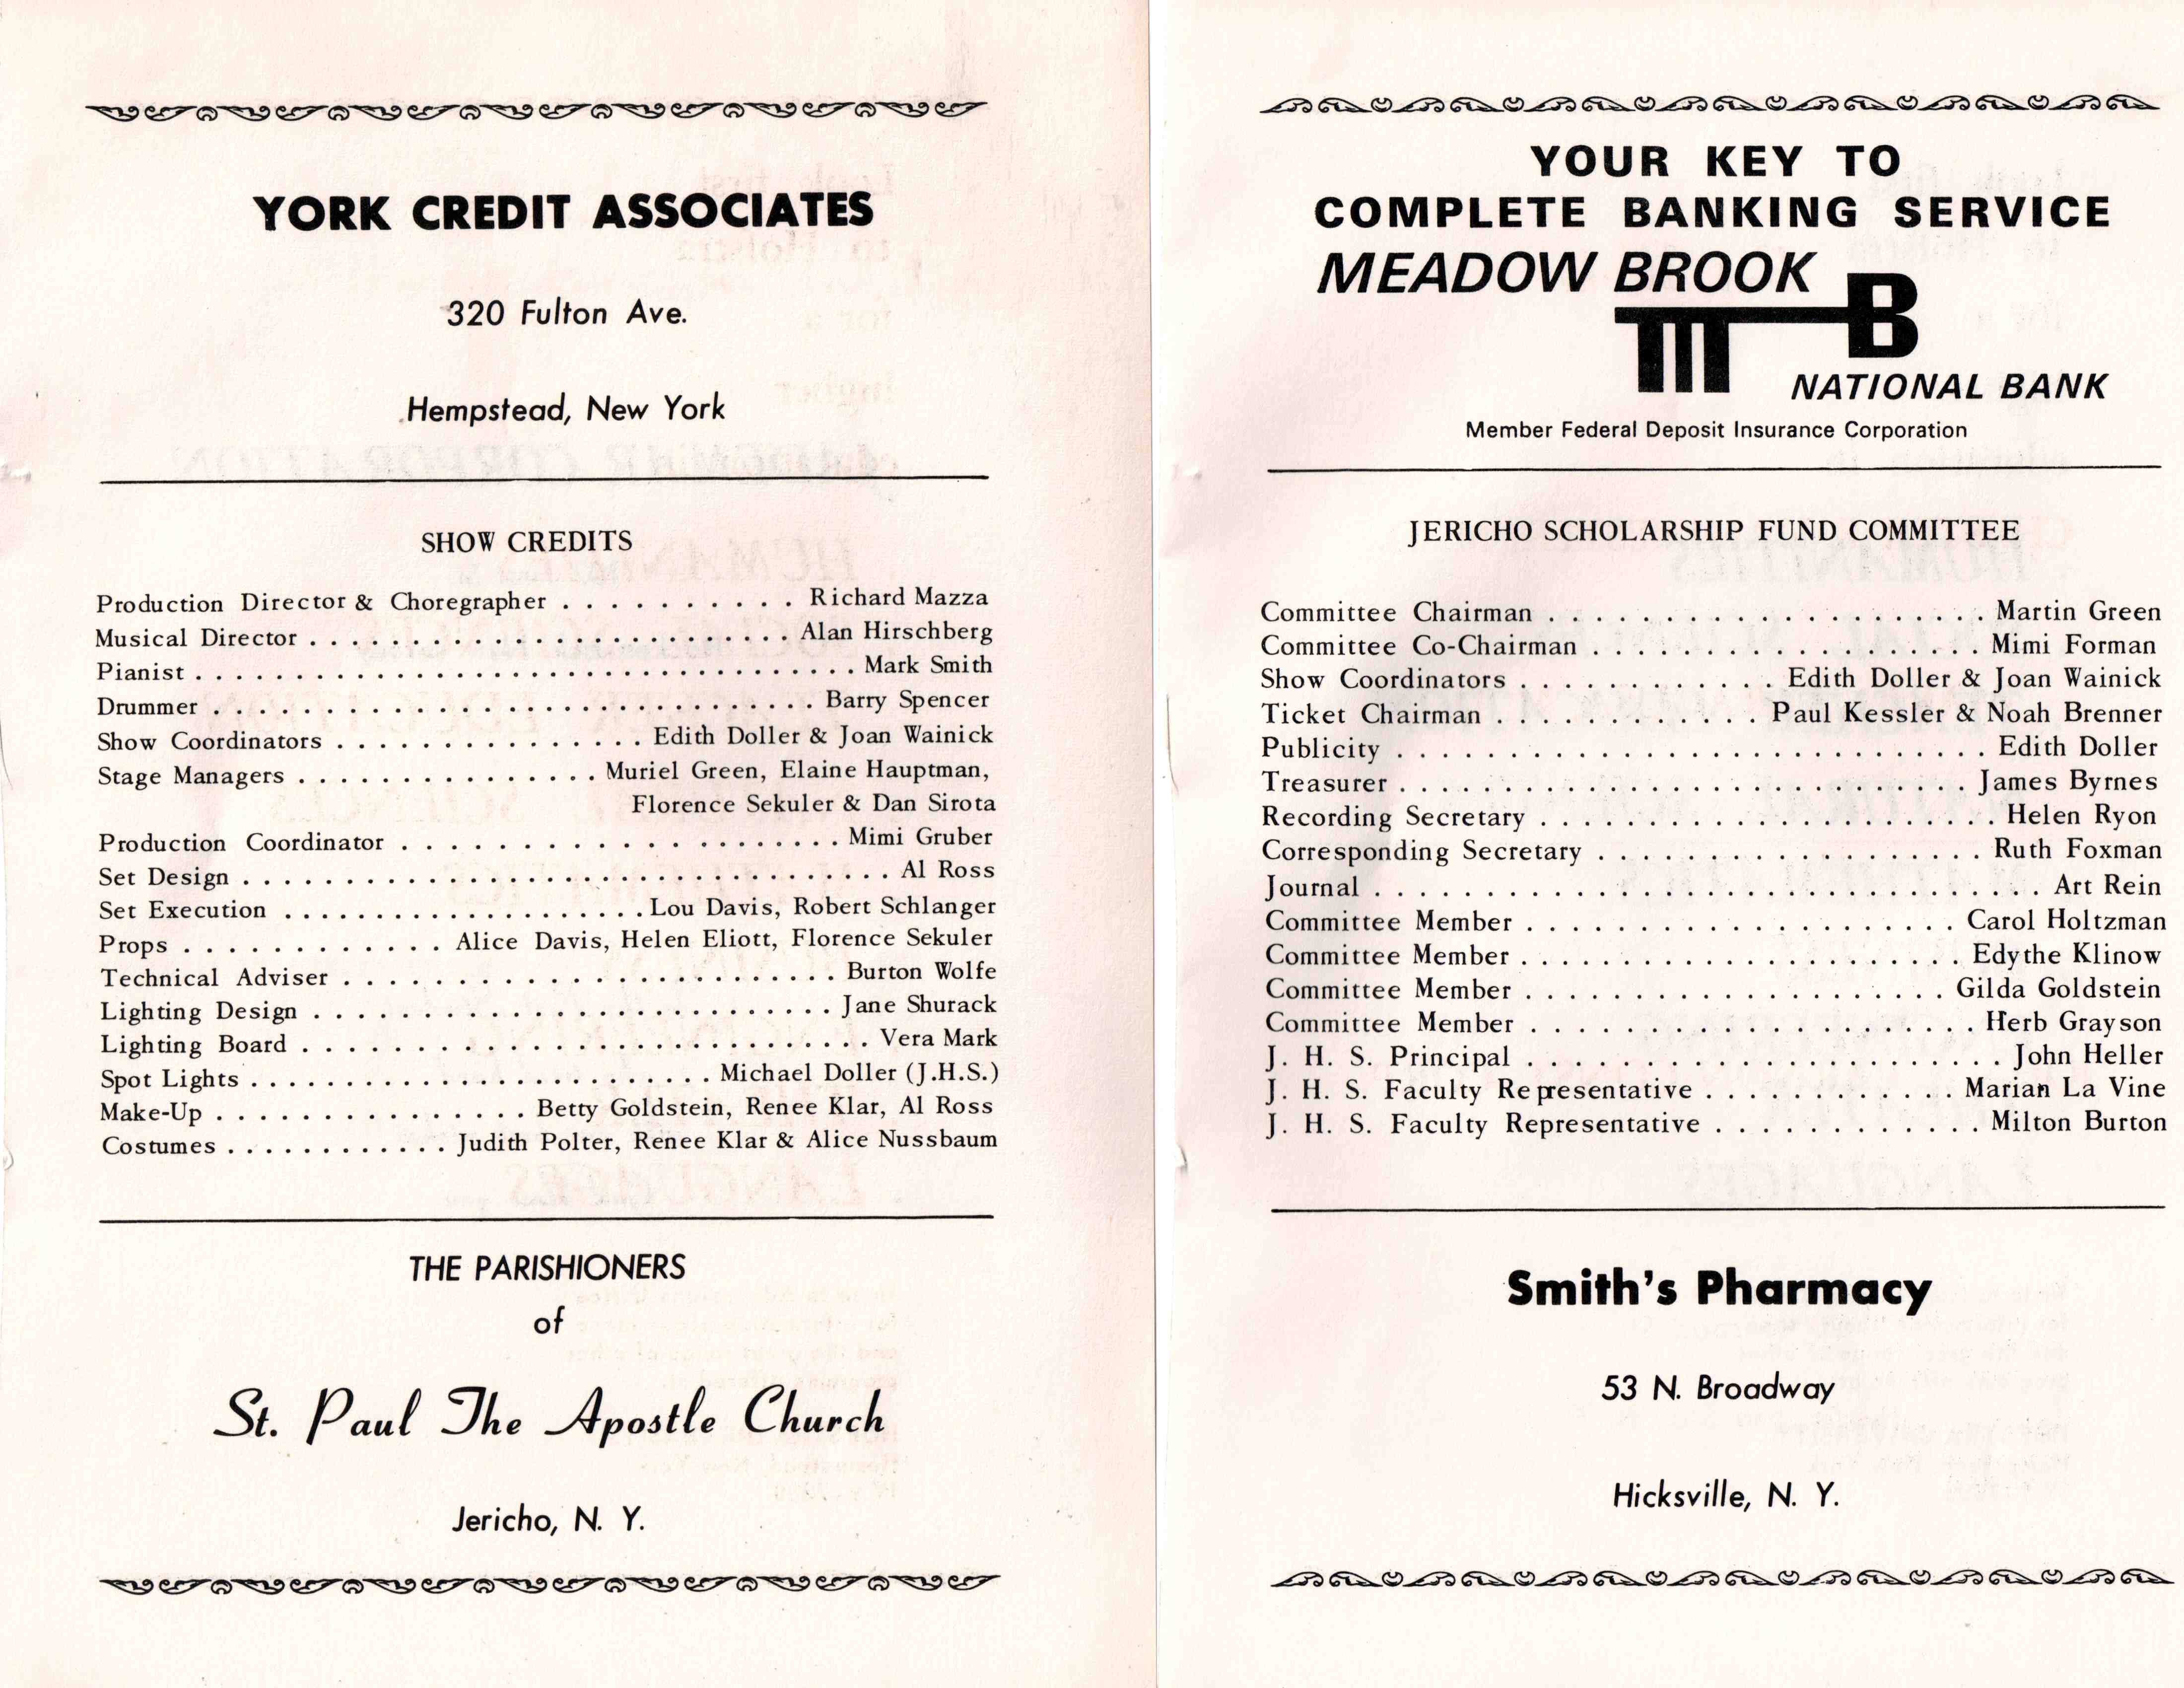 YORK CREDIT ASSOCIATES
320 Fulton Ave.
Hempstead, New York
SHOW CREDITS
Production Director & Choregrapher . . . . . . . . . . Richard Mazza
Musical Director . . . . . . . . . . . . . . . . . . . . . . . . Alan Hirschberg
Pianist . . . . . . . . . . . . . . . . . . . . . . . . . . . . . . . . . Mark Smith
Drummer . . . . . . . . . . . . . . . . . . . . . . . . . . . . Barry Spencer
Show Coordinators . . . . . . . . . . . . . . . . Edith Doller & Joan Wainick
Stage Managers . . . . . . . . . . . . . . . Muriel Green, Elaine Hauptman,
Florence Sekuler & Dan Sirota
Production Coordinator . . . . . . . . . . . . . . . . . . . . Mimi Gruber
Set Design . . . . . . . . . . . . . . . . . . . . . . . . . . . . . . . . Al Ross
Set Execution . . . . . . . . . . . . . . . . . . . Lou Davis, Robert Schlanger
Props . . . . . . . . . . . . Alice Davis, Helen Eliott, Florence Sekuler
Technical Adviser . . . . . . . . . . . . . . . . . . . . . . . Burton Wolfe
Lighting Design . . . . . . . . . . . . . . . . . . . . . . . . . Jane Shurack
Lighting Board . . . . . . . . . . . . . . . . . . . . . . . . . . . Vera Mark
Spot Lights . . . . . . . . . . . . . . . . . . . . . . . . Michael Doller (J.H.S.)
Make-Up . . . . . . . . . . . . . . . Betty Goldstein, Renee Klar, Al Ross
Costumes . . . . . . . . . . . . Judith Polter, Renee Klar & Alice Nussbaum
THE PARISHIONERS
of
St. Paul The Apostle Church
Jericho, N. Y.
YOUR KEY TO
COMPLETE BANKING SERVICE
MEADOW BROOK
mB
NATIONAL BANK
Member Federal Deposit Insurance Corporation
JERICHO SCHOLARSHIP FUND COMMITTEE
Committee Chairman . . . . . . . . . . . . . . . . . . . Martin Green
Committee Co-Chairman . . . . . . . . . . . . . . . . . Mimi Forman
Show Coordinators . . . . . . . . . . . . Edith Doller & Joan Wainick
Ticket Chairman . . . . . . . . . . . . Paul Kessler & Noah Brenner
Publicity . . . . . . . . . . . . . . . . . . . . . . . . . . Edith Doller
Treasurer . . . . . . . . . . . . . . . . . . . . . . . . . James Byrnes
Recording Secretary . . . . . . . . . . . . . . . . . . . . . Helen Ryon
Corresponding Secretary . . . . . . . . . . . . . . . . . Ruth Foxman
Journal . . . . . . . . . . . . . . . . . . . . . . . . . . . . . Art Rein
Committee Member . . . . . . . . . . . . . . . . . . . Carol Holtzman
Committee Member . . . . . . . . . . . . . . . . . . . . Edythe Klinow
Committee Member . . . . . . . . . . . . . . . . . . . Gilda Goldstein
Committee Member . . . . . . . . . . . . . . . . . . . . Herb Grayson
J. H. S. Principal . . . . . . . . . . . . . . . . . . . . . John Heller
J. H. S. Faculty Representative . . . . . . . . . . . Marian La Vine
J. H. S. Faculty Representative . . . . . . . . . . . . Milton Burton
Smith's Pharmacy
53 N. Broadway
Hicksville, N. Y.